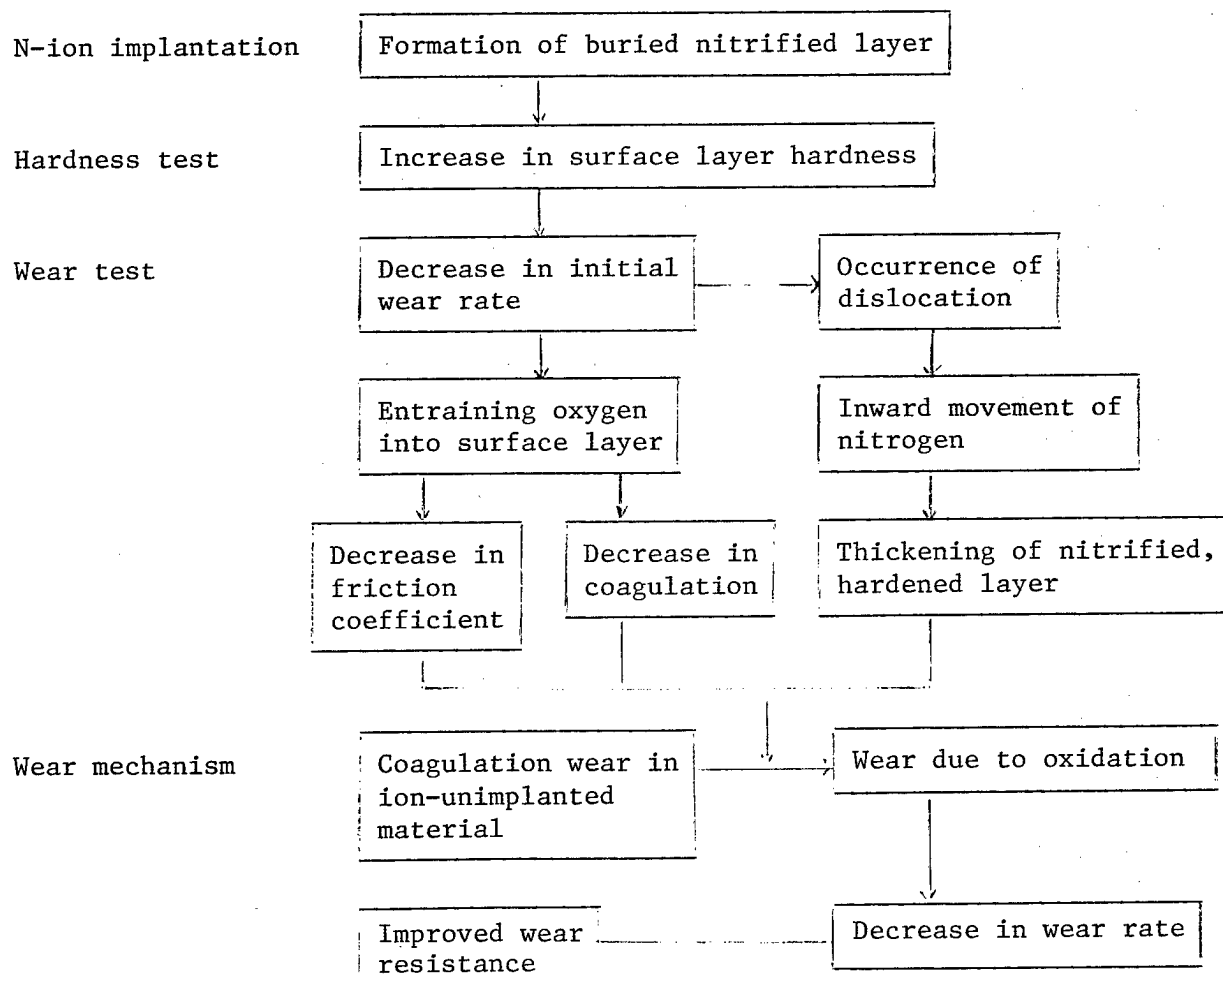 N-ion implantation
Formation of buried nitrified layer
Hardness test
Increase in surface layer hardness
Wear test
Decrease in initial
wear rate
Occurrence of
dislocation
Entraining oxygen
into surface layer
Inward movement of
nitrogen
Decrease in
friction
coefficient
Decrease in
coagulation
Thickening of nitrified,
hardened layer
Wear mechanism
Coagulation wear in
ion-unimplanted
material
Wear due to oxidation
Improved wear
resistance
Decrease in wear rate